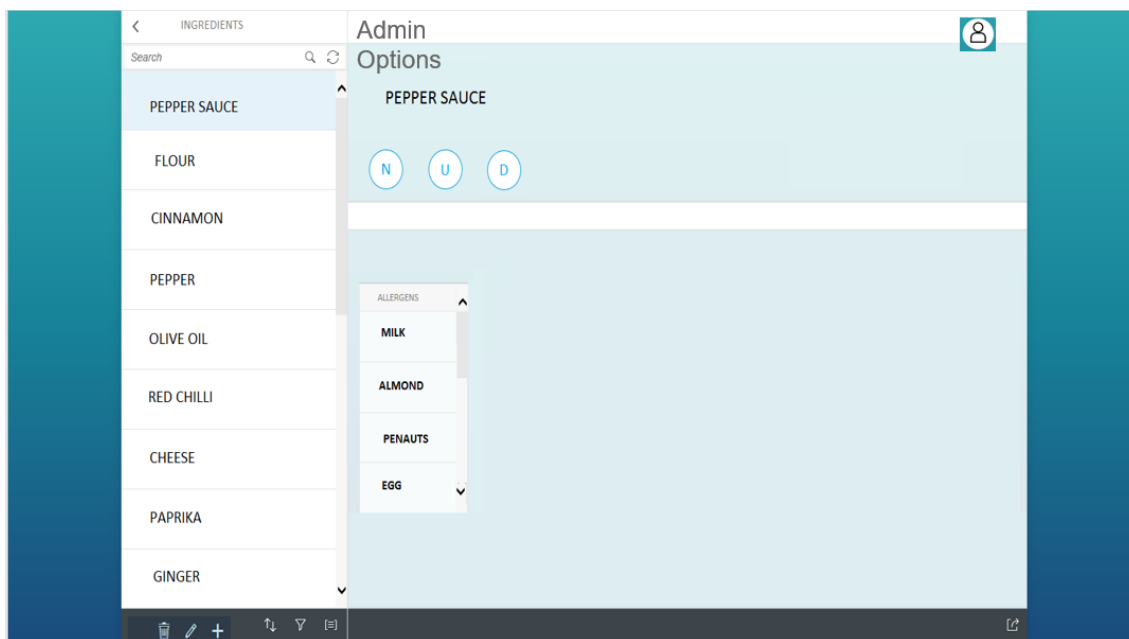 INGREDIENTS
Search
PEPPER SAUCE
FLOUR
CINNAMON
PEPPER
OLIVE OIL
RED CHILLI
CHEESE
PAPRIKA
GINGER
Admin
Options
PEPPER SAUCE
N U D
ALLERGENS
MILK
ALMOND
PENAUTS
EGG